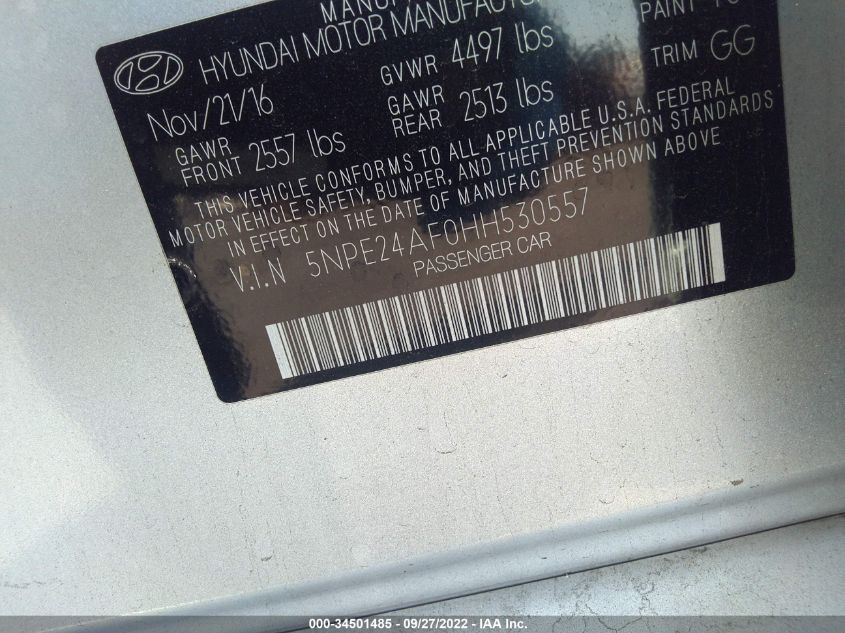 HYUNDAI MOTOR
Nov/21/16 GVWR 4497 lbs PAINT
GAWR FRONT 2557 lbs GAWR REAR 2513 lbs TRIM GG
THIS VEHICLE CONFORMS TO ALL APPLICABLE U.S.A. FEDERAL
MOTOR VEHICLE SAFETY, BUMPER, AND THEFT PREVENTION STANDARDS
IN EFFECT ON THE DATE OF MANUFACTURE SHOWN ABOVE
V.I.N 5NPE24AF0HH530557
PASSENGER CAR
000-34501485 - 09/27/2022 - IAA Inc.